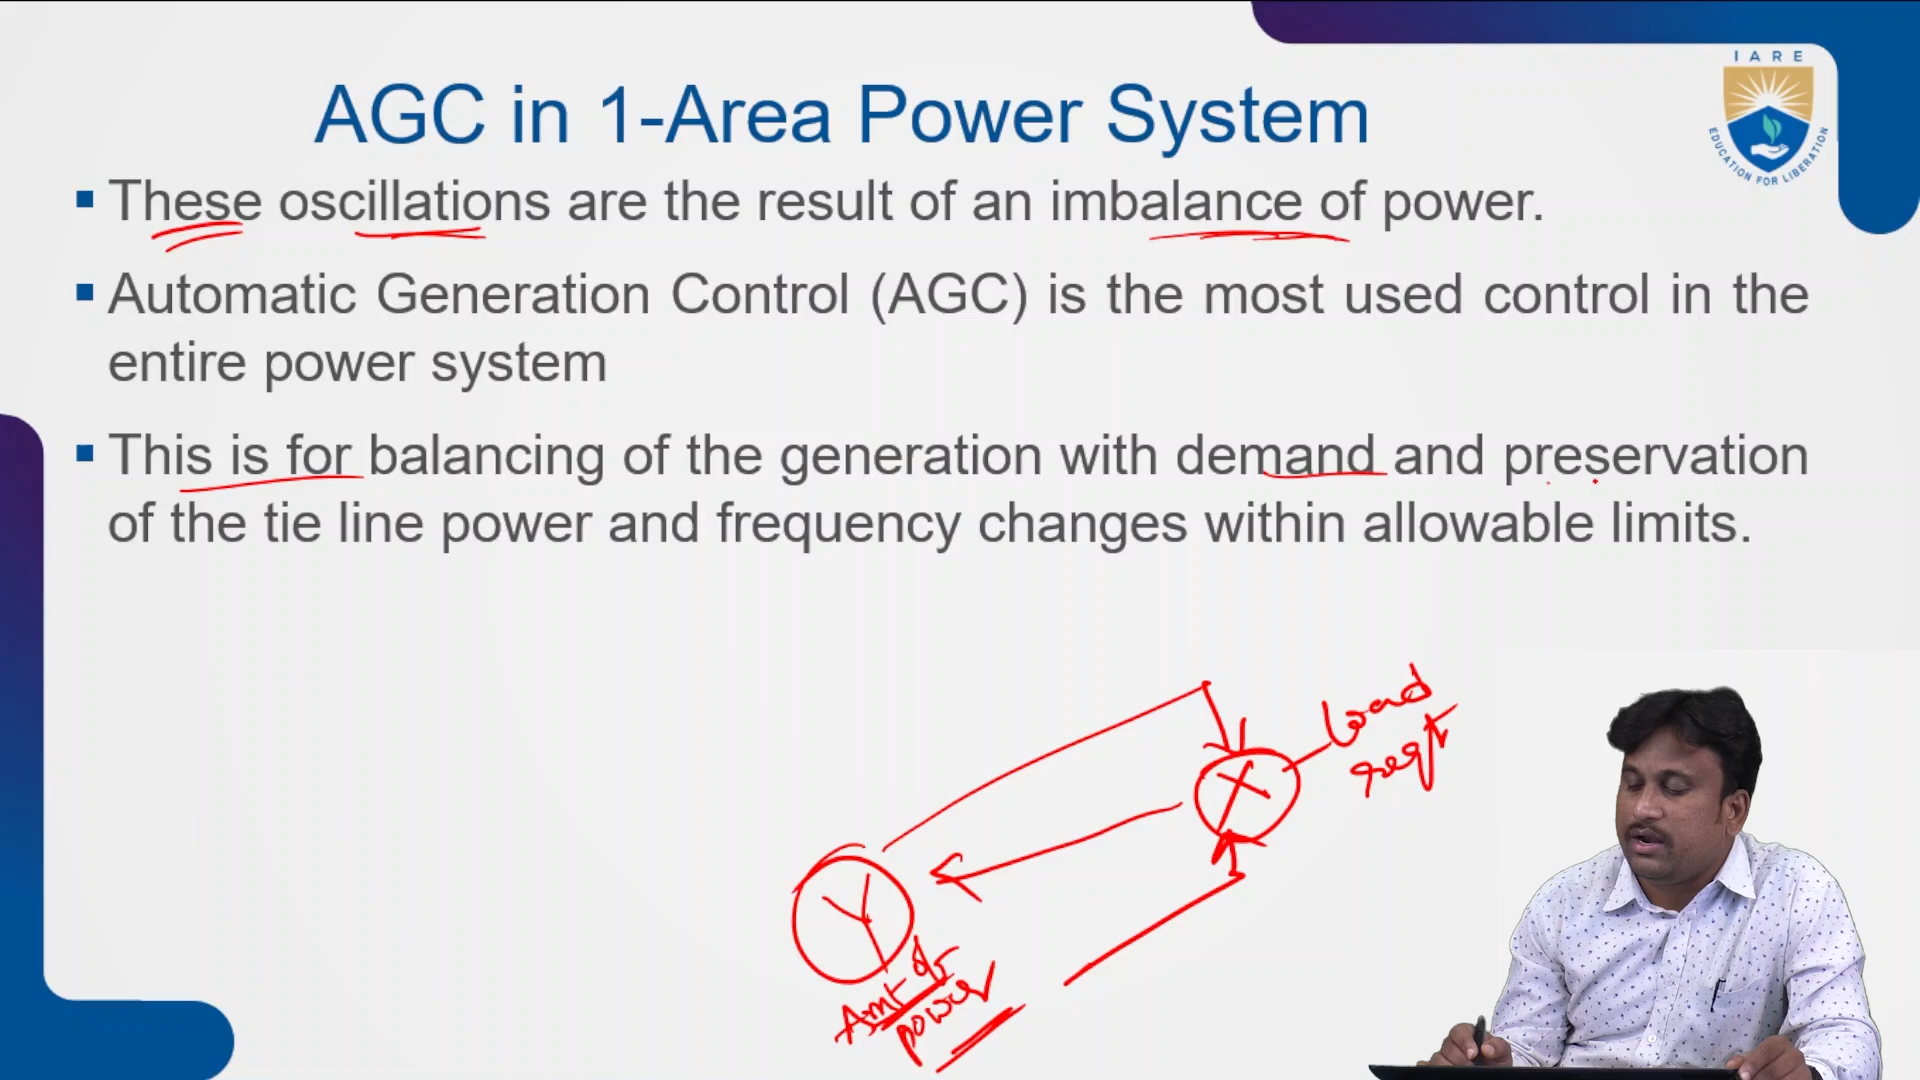 IARE
EDUCATION FOR LIBERATION
AGC in 1-Area Power System
▪ These oscillations are the result of an imbalance of power.
▪ Automatic Generation Control (AGC) is the most used control in the
entire power system
▪ This is for balancing of the generation with demand and preservation
of the tie line power and frequency changes within allowable limits.
Load
reqt
X
Y
Amt of
power